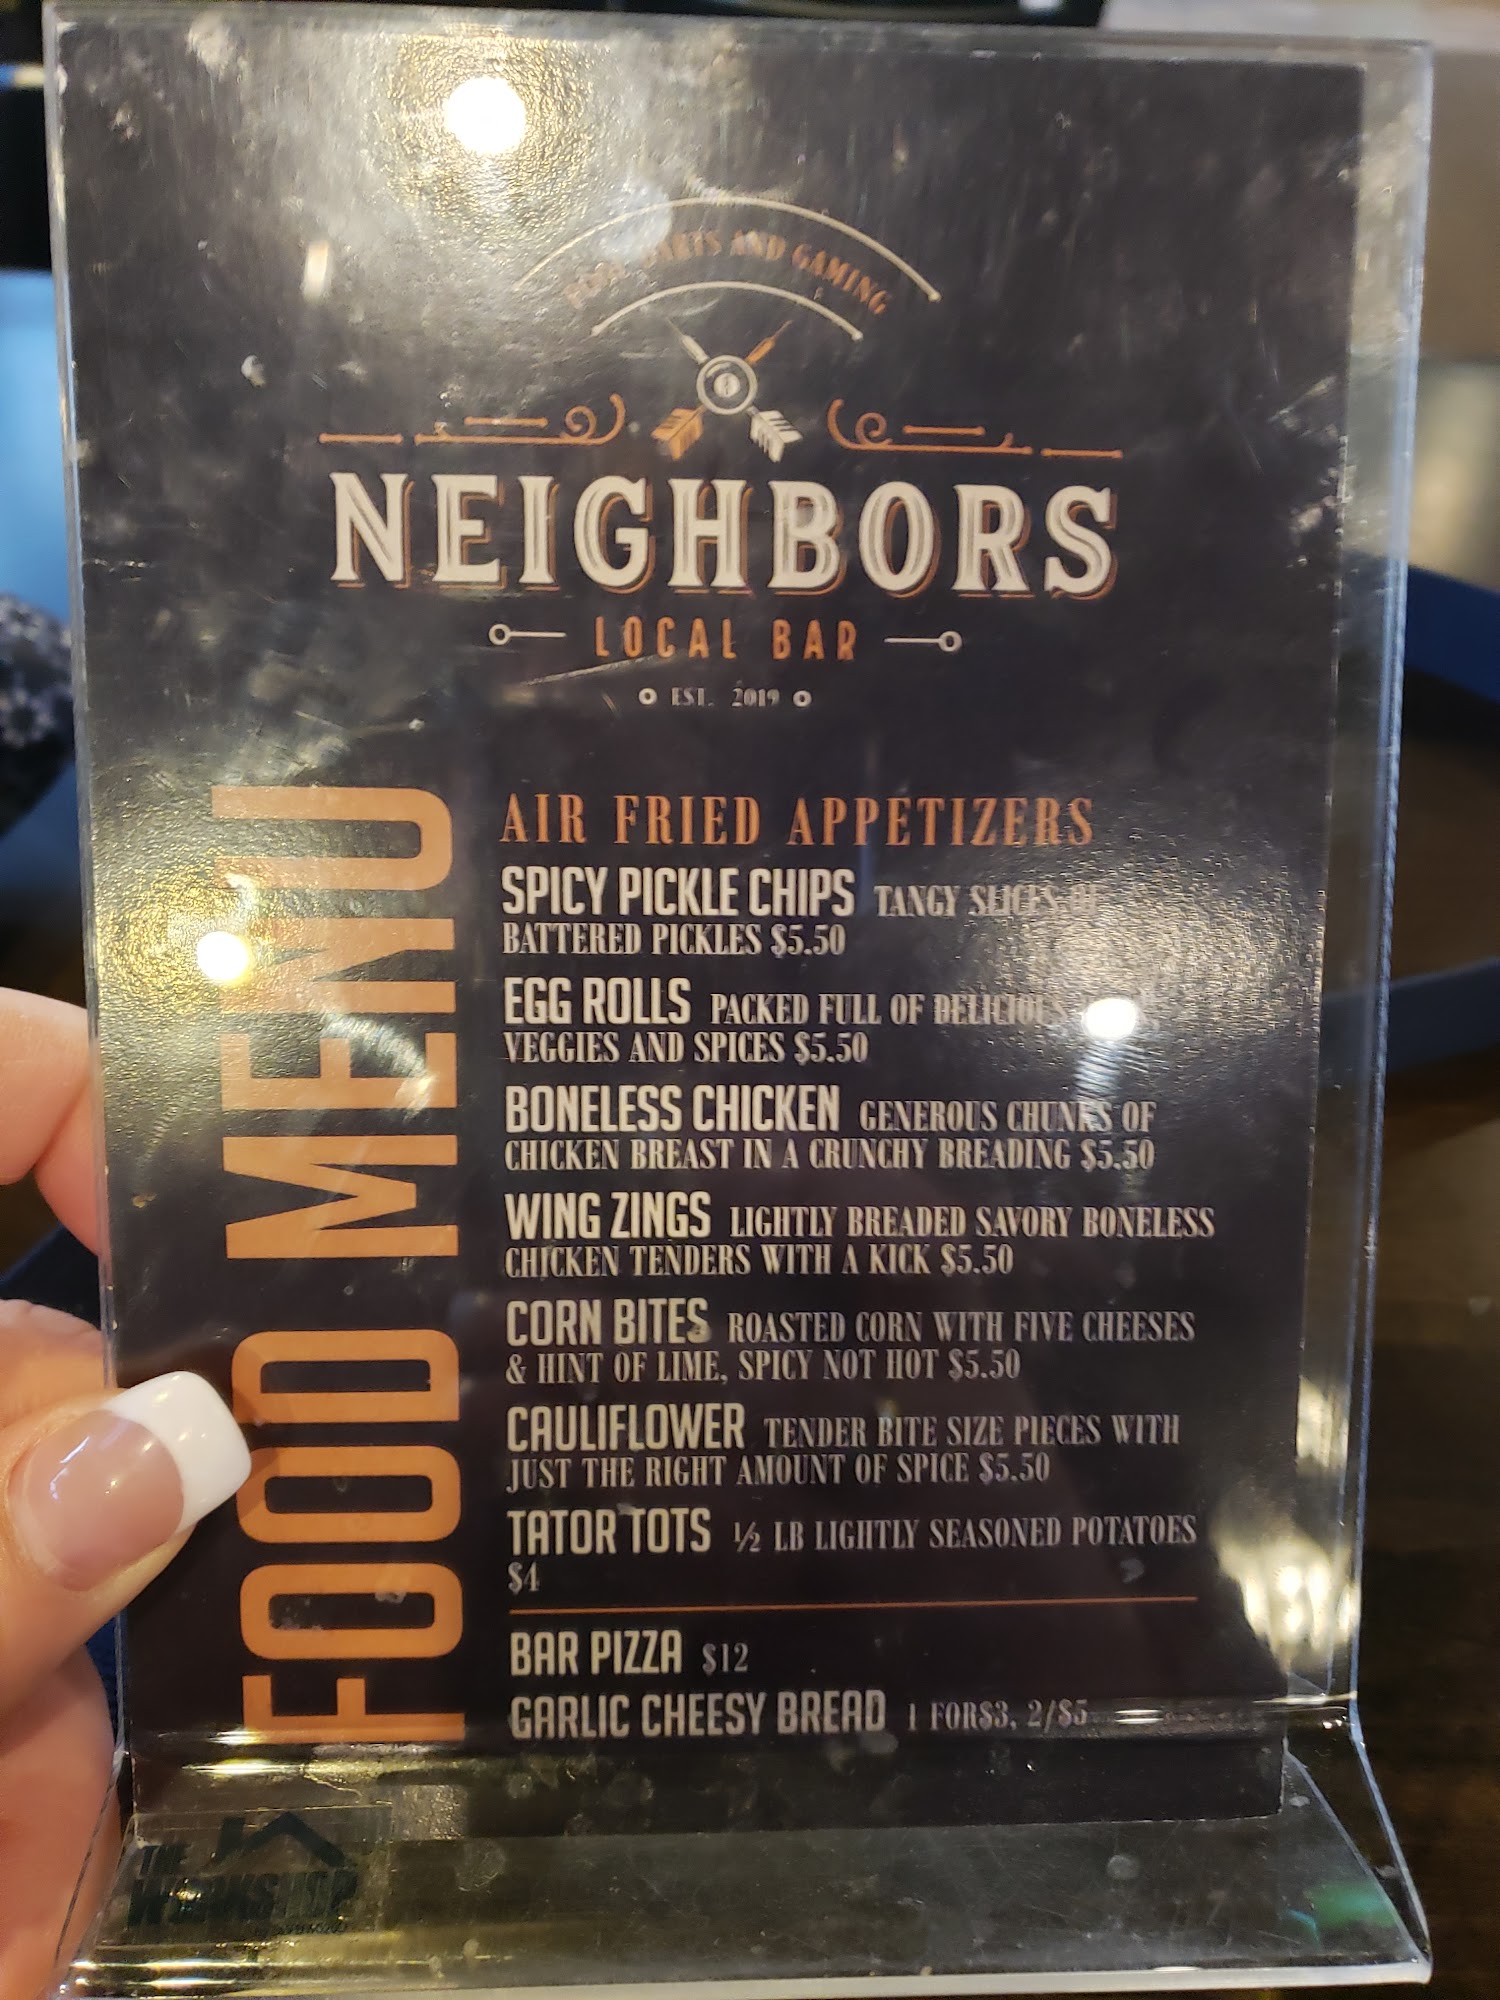 DARTS AND GAMING
NEIGHBORS
LOCAL BAR
EST. 2019
FOOD MENU
AIR FRIED APPETIZERS
SPICY PICKLE CHIPS TANGY SLICES OF
BATTERED PICKLES $5.50
EGG ROLLS PACKED FULL OF DELICIOUS
VEGGIES AND SPICES $5.50
BONELESS CHICKEN GENEROUS CHUNKS OF
CHICKEN BREAST IN A CRUNCHY BREADING $5.50
WING ZINGS LIGHTLY BREADED SAVORY BONELESS
CHICKEN TENDERS WITH A KICK $5.50
CORN BITES ROASTED CORN WITH FIVE CHEESES
& HINT OF LIME, SPICY NOT HOT $5.50
CAULIFLOWER TENDER BITE SIZE PIECES WITH
JUST THE RIGHT AMOUNT OF SPICE $5.50
TATOR TOTS ½ LB LIGHTLY SEASONED POTATOES
$4
BAR PIZZA $12
GARLIC CHEESY BREAD 1 FOR$3, 2/$5
THE
WORKSHOP